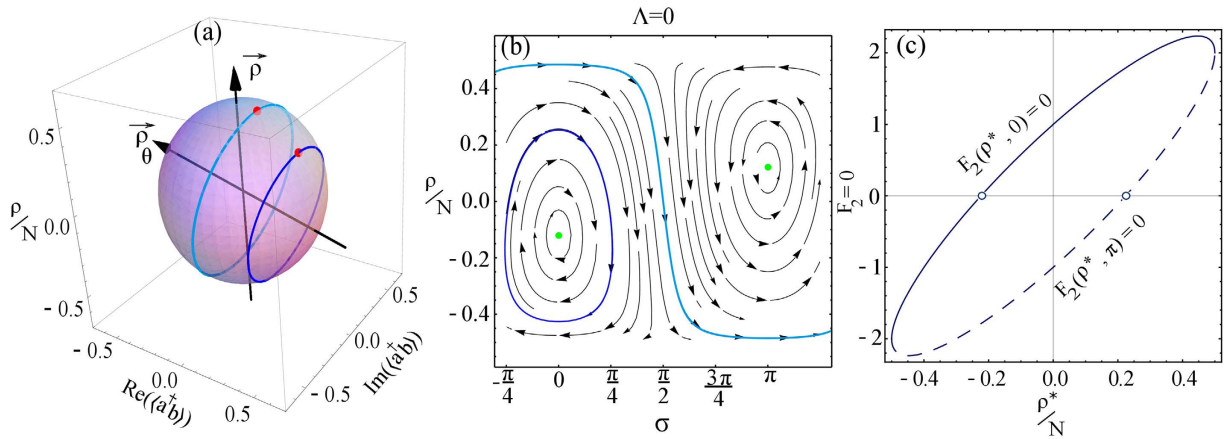 Λ=0
(a)
ρ⃗
ρ⃗
θ
0.5
0.0
- 0.5
ρ/N
- 0.5
0.0
0.5
Re(⟨a†b⟩)
- 0.5
0.0
0.5
Im(⟨a†b⟩)
(b)
0.4
0.2
0.0
- 0.2
- 0.4
ρ/N
-π/4 0 π/4 π/2 3π/4 π
σ
(c)
2
1
0
- 1
- 2
F₂= 0
F₂(ρ* , 0) = 0
F₂(ρ* , π) = 0
- 0.4 - 0.2 0.0 0.2 0.4
ρ*/N